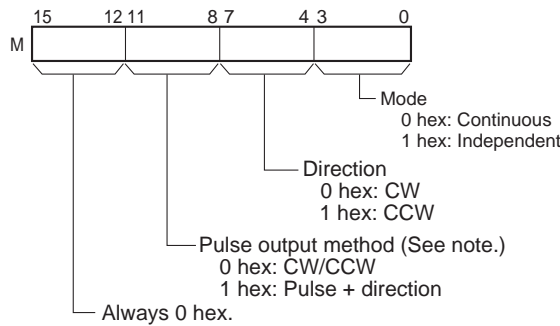 15 12 11 8 7 4 3 0
M
Mode
0 hex: Continuous
1 hex: Independent
Direction
0 hex: CW
1 hex: CCW
Pulse output method (See note.)
0 hex: CW/CCW
1 hex: Pulse + direction
Always 0 hex.